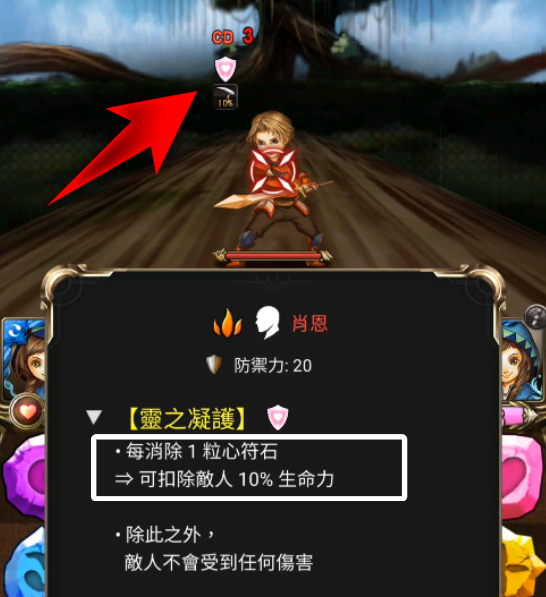 CD 3
10%
肖恩
防禦力: 20
▼ 【靈之凝護】
• 每消除 1 粒心符石
⇒ 可扣除敵人 10% 生命力
• 除此之外，
敵人不會受到任何傷害